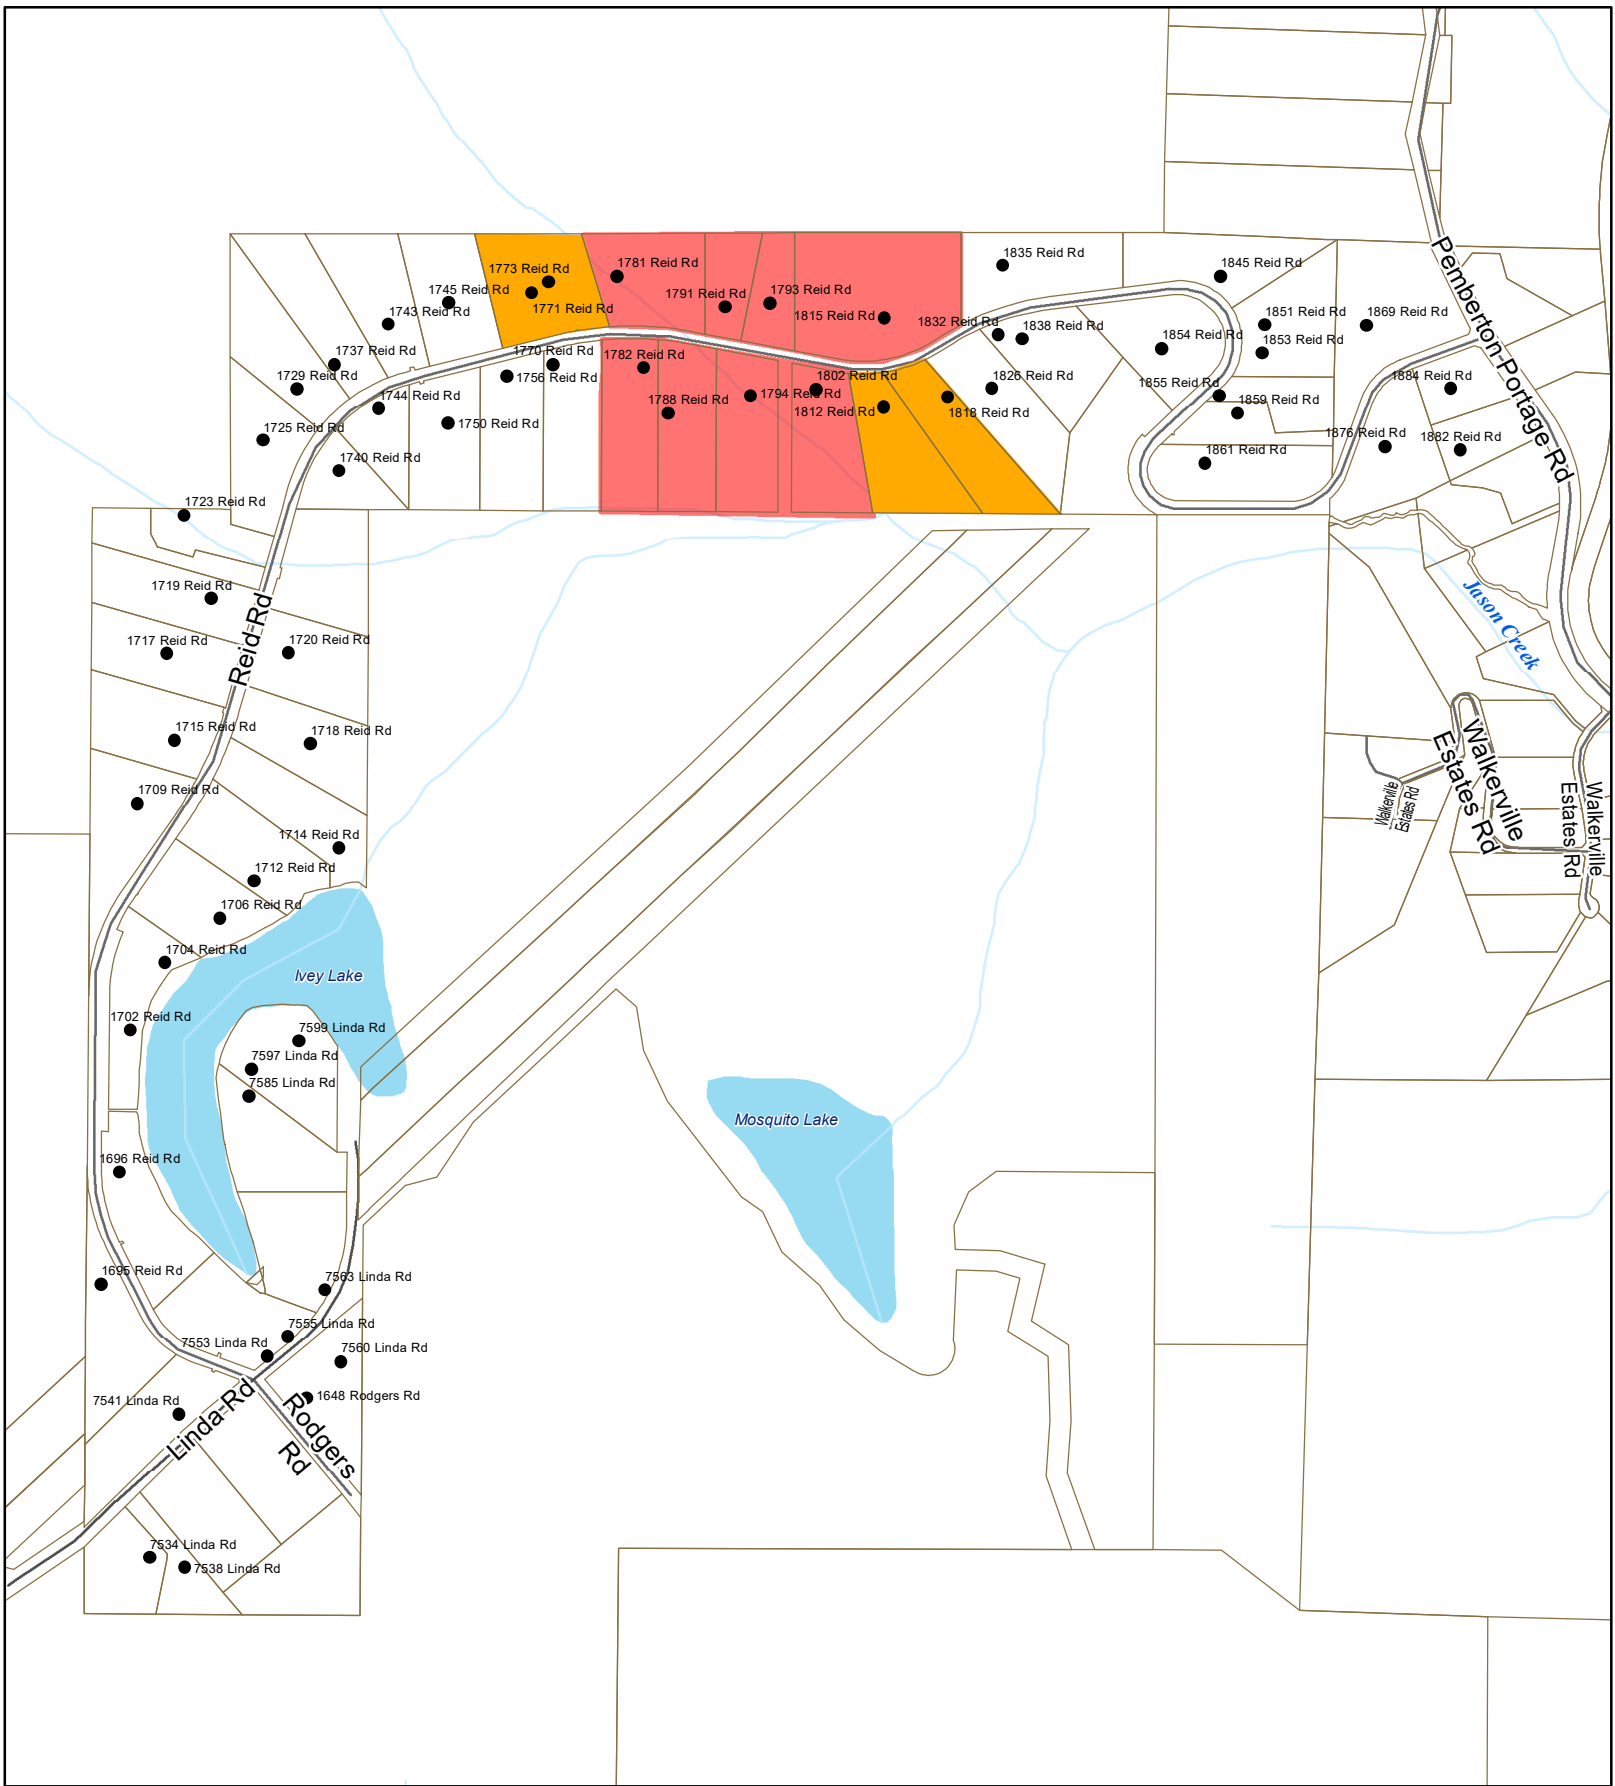 1835 Reid Rd
1845 Reid Rd
1781 Reid Rd
1773 Reid Rd
1745 Reid Rd
1791 Reid Rd
1793 Reid Rd
1771 Reid Rd
1743 Reid Rd
1815 Reid Rd
1832 Reid Rd
1838 Reid Rd
1851 Reid Rd
1869 Reid Rd
Pemberton-Portage Rd
1737 Reid Rd
1770 Reid Rd
1782 Reid Rd
1854 Reid Rd
1853 Reid Rd
1729 Reid Rd
1756 Reid Rd
1802 Reid Rd
1826 Reid Rd
1855 Reid Rd
1884 Reid Rd
1744 Reid Rd
1788 Reid Rd
1794 Reid Rd
1812 Reid Rd
1818 Reid Rd
1859 Reid Rd
1725 Reid Rd
1750 Reid Rd
1876 Reid Rd
1882 Reid Rd
1740 Reid Rd
1861 Reid Rd
1723 Reid Rd
1719 Reid Rd
Reid Rd
Jason Creek
1717 Reid Rd
1720 Reid Rd
1715 Reid Rd
1718 Reid Rd
Walkerville
Estates Rd
1709 Reid Rd
Walkerville
Estates Rd
Walkerville
Estates Rd
1714 Reid Rd
1712 Reid Rd
1706 Reid Rd
1704 Reid Rd
Ivey Lake
1702 Reid Rd
7599 Linda Rd
7597 Linda Rd
7585 Linda Rd
Mosquito Lake
1696 Reid Rd
1695 Reid Rd
7563 Linda Rd
7555 Linda Rd
7553 Linda Rd
7560 Linda Rd
1648 Rodgers Rd
7541 Linda Rd
Linda Rd
Rodgers
Rd
7534 Linda Rd
7538 Linda Rd